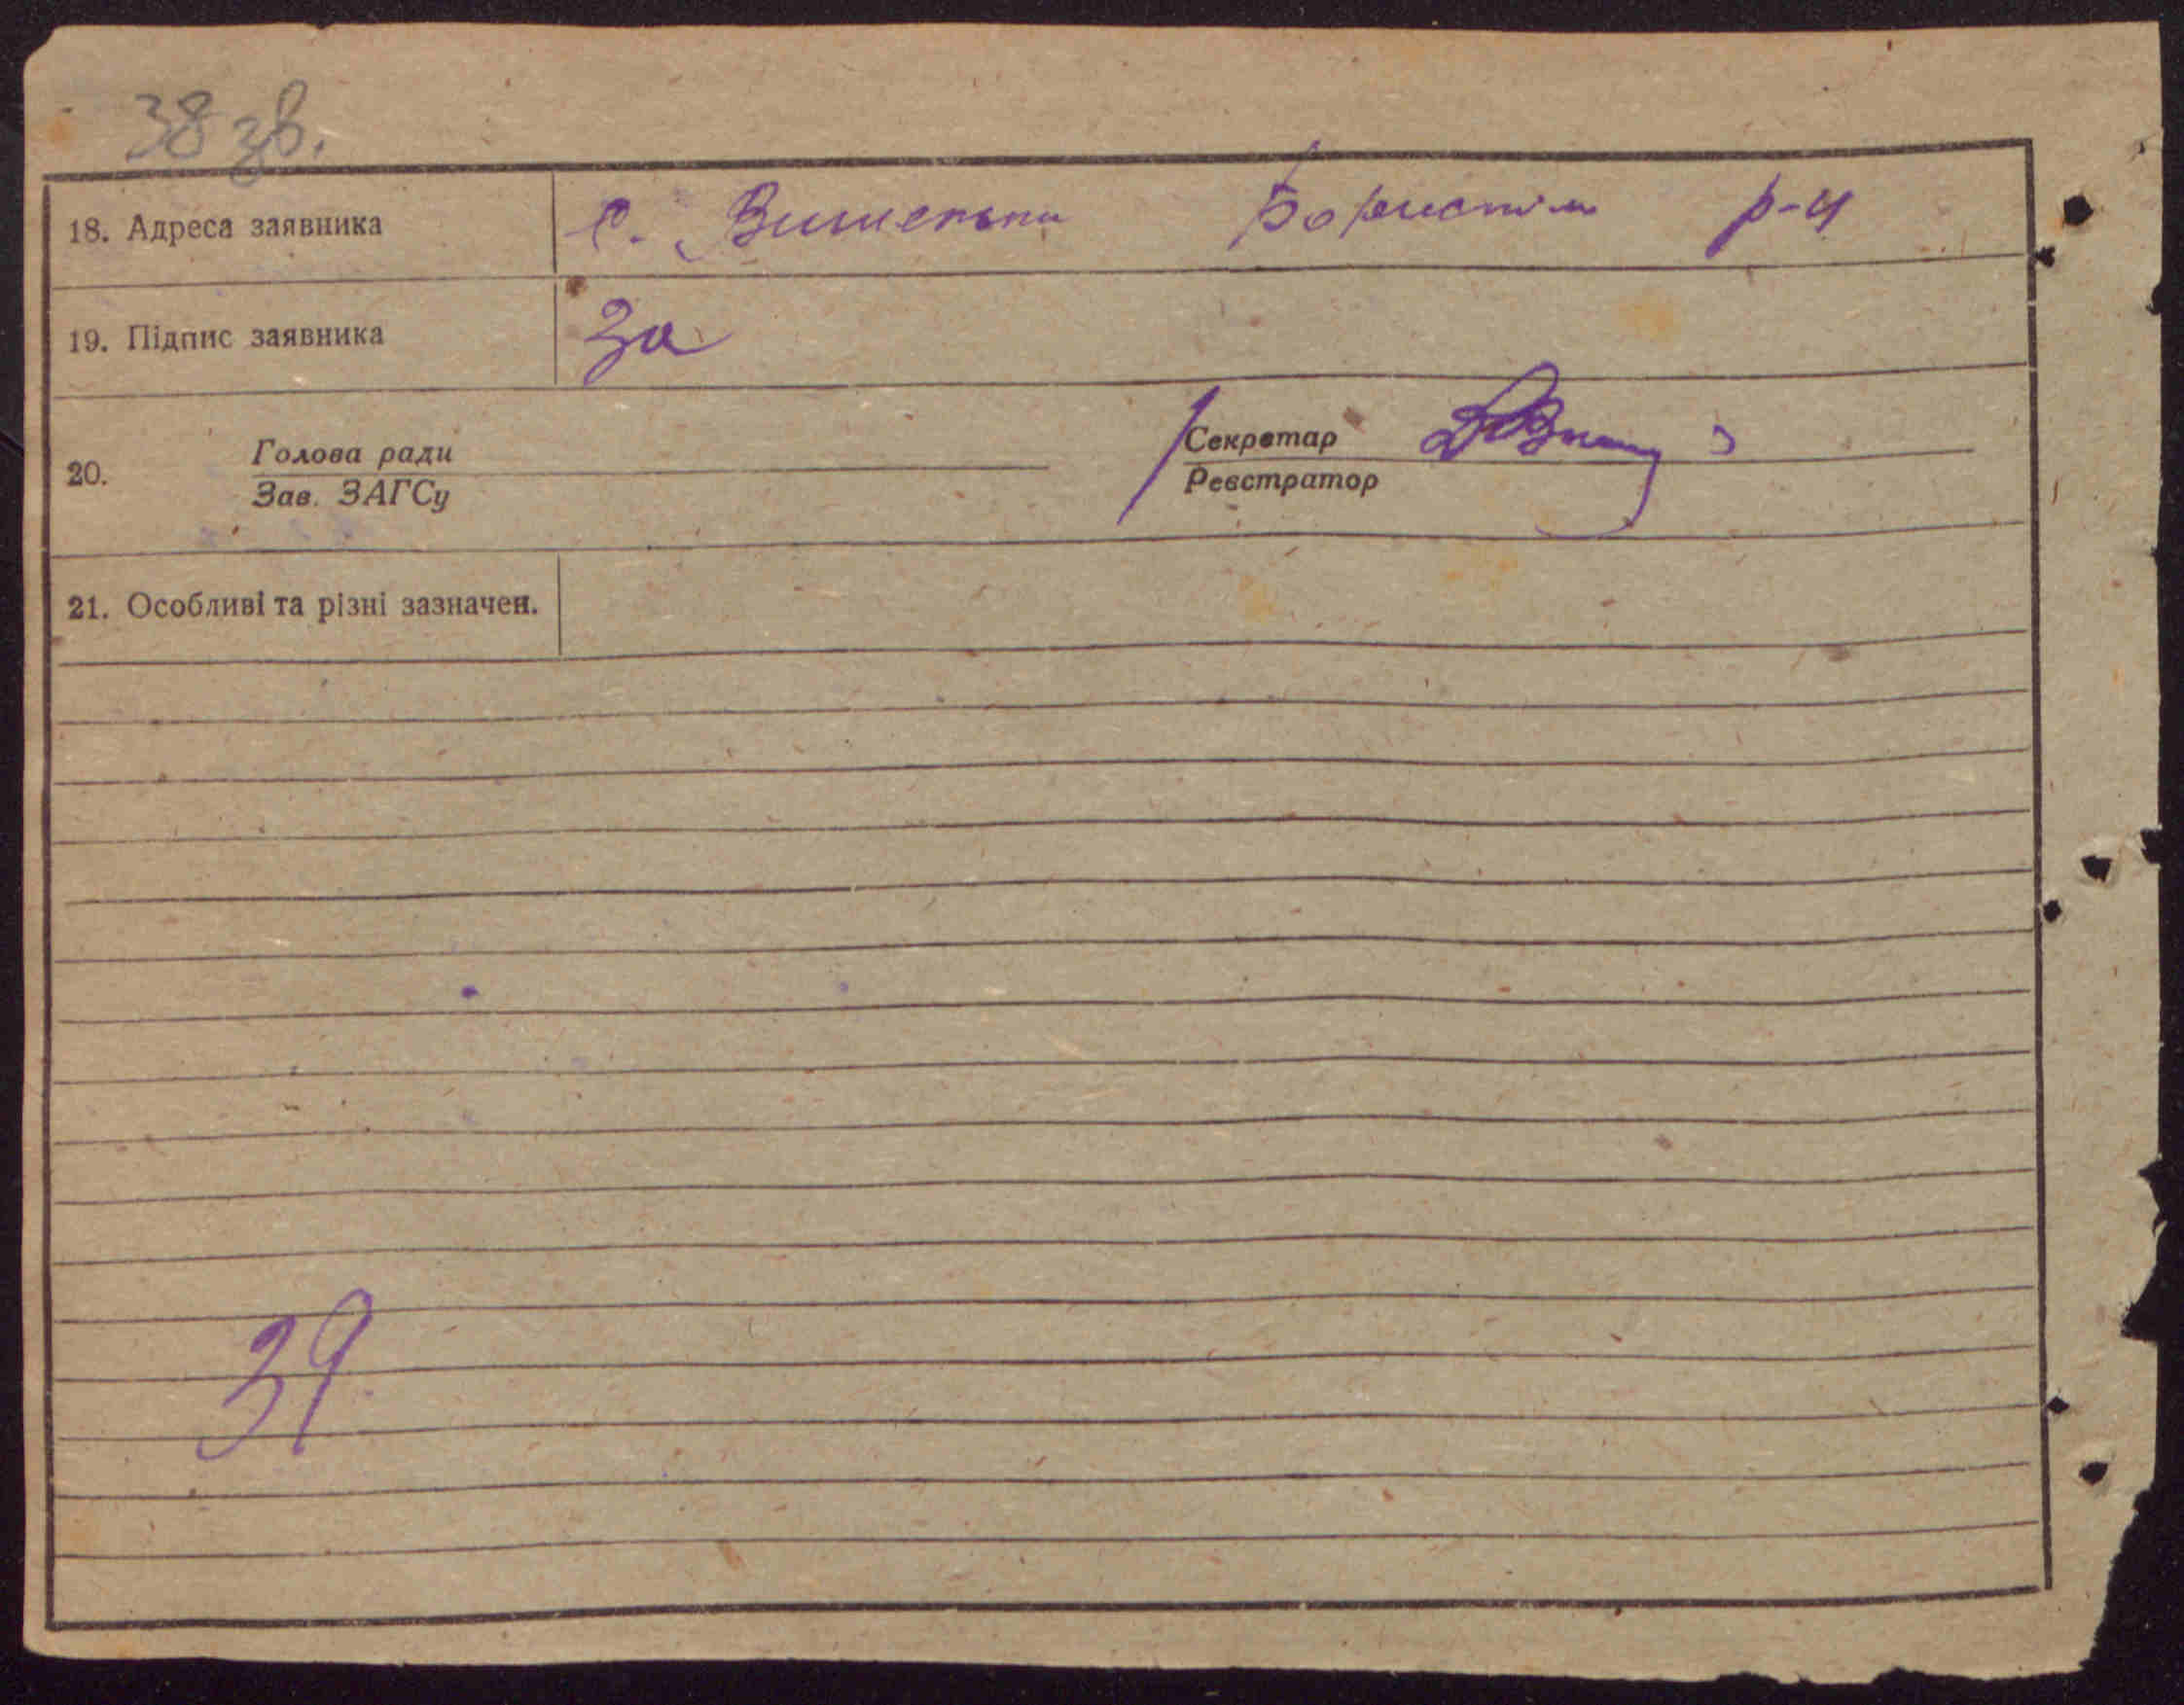 38 зв.
18. Адреса заявника с. Вишеньки Бориспіл р-н
19. Підпис заявника За
20. Голова ради Секретар
Зав. ЗАГСу Реєстратор
21. Особливі та різні зазначен.
39